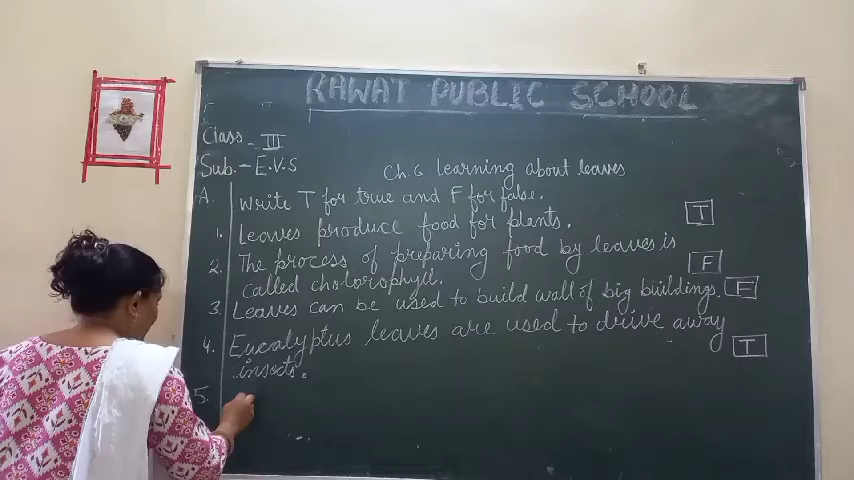 RAWAT PUBLIC SCHOOL
Class - III
Sub. - E.V.S
Ch. 6 learning about leaves
A. Write T for true and F for false.
1. Leaves produce food for plants. T
2. The process of preparing food by leaves is
called cholorophyll. F
3. Leaves can be used to build wall of big buildings. F
4. Eucalyptus leaves are used to drive away
insects. T
5.